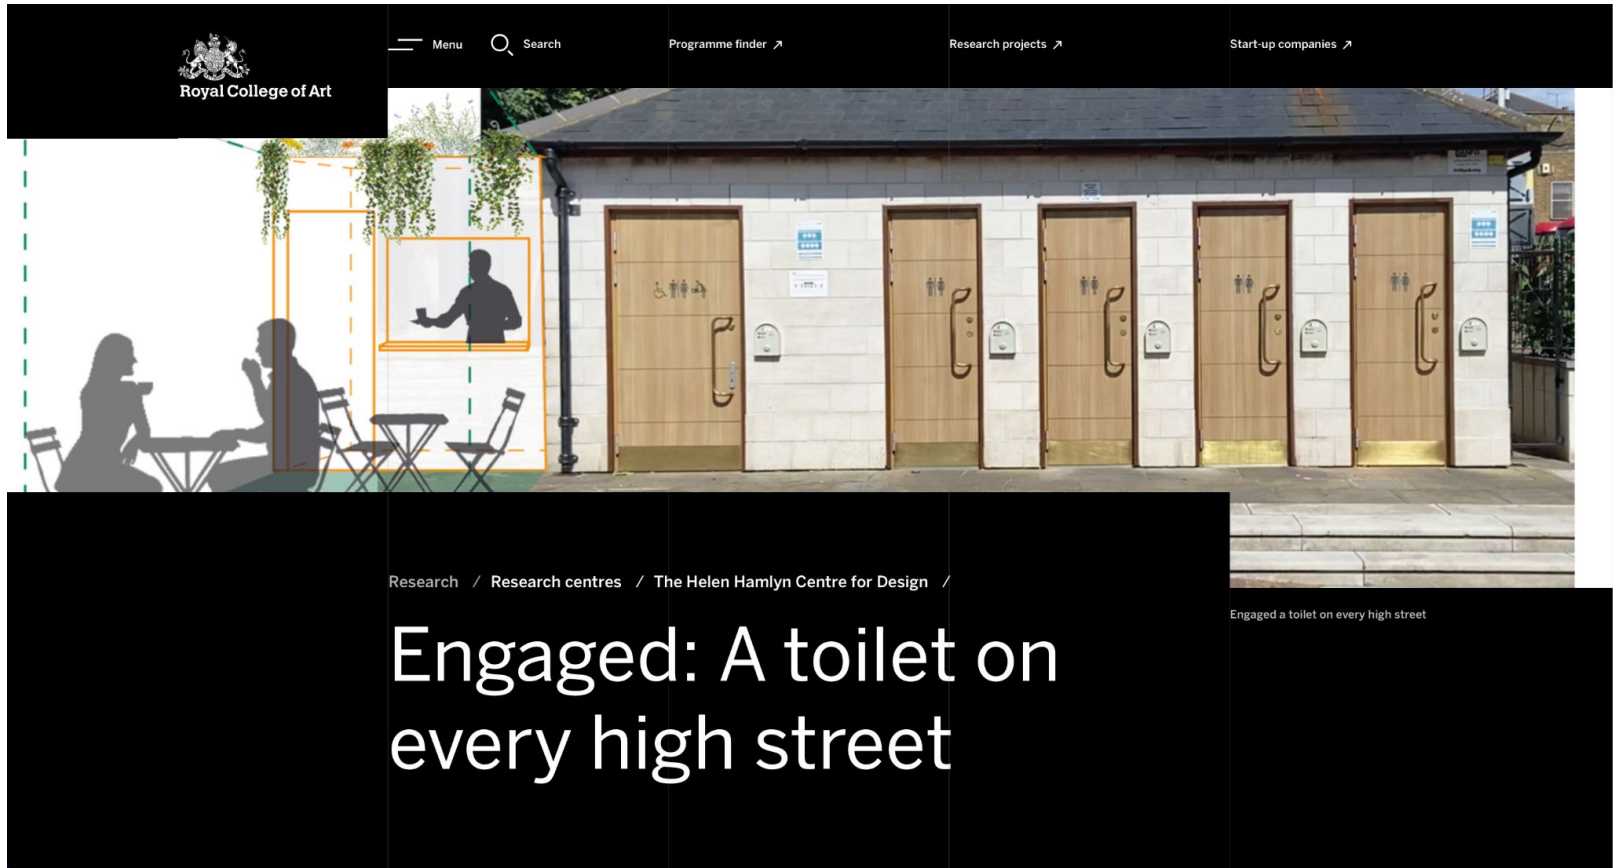 Royal College of Art
Menu
Search
Programme finder ↗
Research projects ↗
Start-up companies ↗
Research / Research centres / The Helen Hamlyn Centre for Design /
Engaged: A toilet on
every high street
Engaged a toilet on every high street